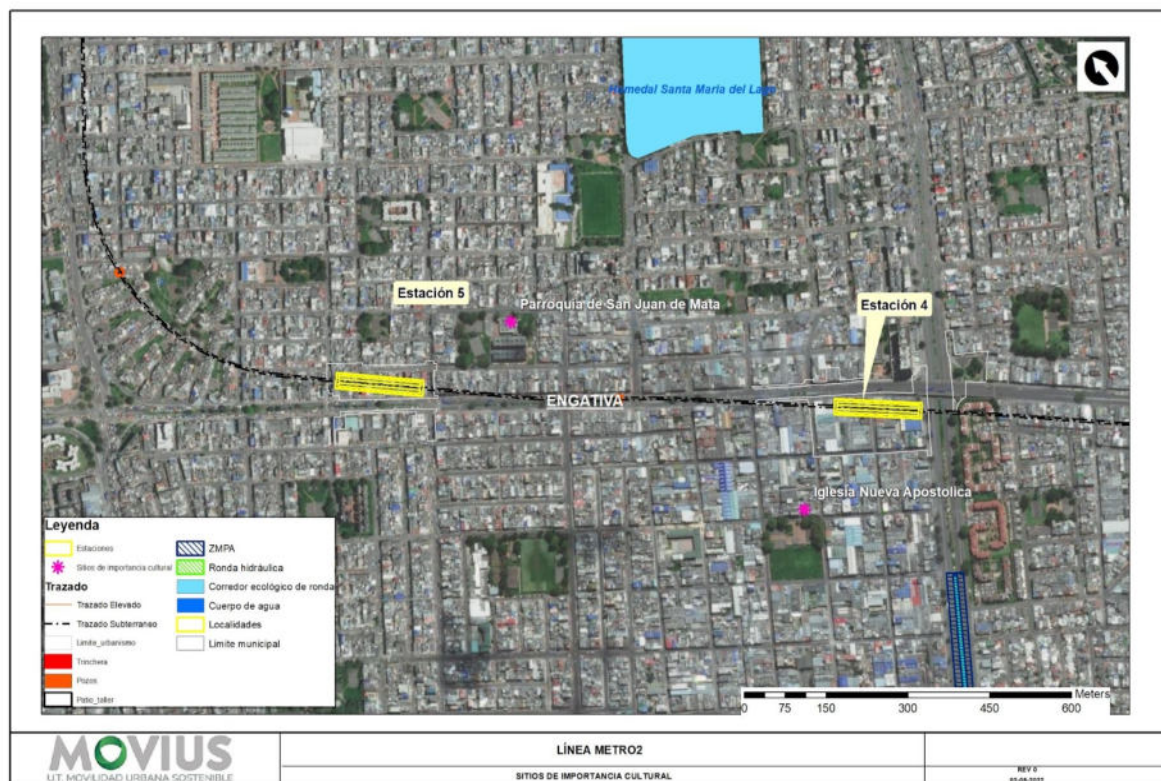 Humedal Santa Maria del Lago
Estación 5
Parroquia de San Juan de Mata
Estación 4
ENGATIVA
Iglesia Nueva Apostolica
Leyenda
Estaciones
Sitios de importancia cultural
Trazado
Trazado Elevado
Trazado Subterraneo
Limite_urbanismo
Trinchera
Pozos
Patio_taller
ZMPA
Ronda hidráulica
Corredor ecológico de ronda
Cuerpo de agua
Localidades
Limite municipal
Meters
0 75 150 300 450 600
MOVIUS
U.T. MOVILIDAD URBANA SOSTENIBLE
LÍNEA METRO2
SITIOS DE IMPORTANCIA CULTURAL
REV 0